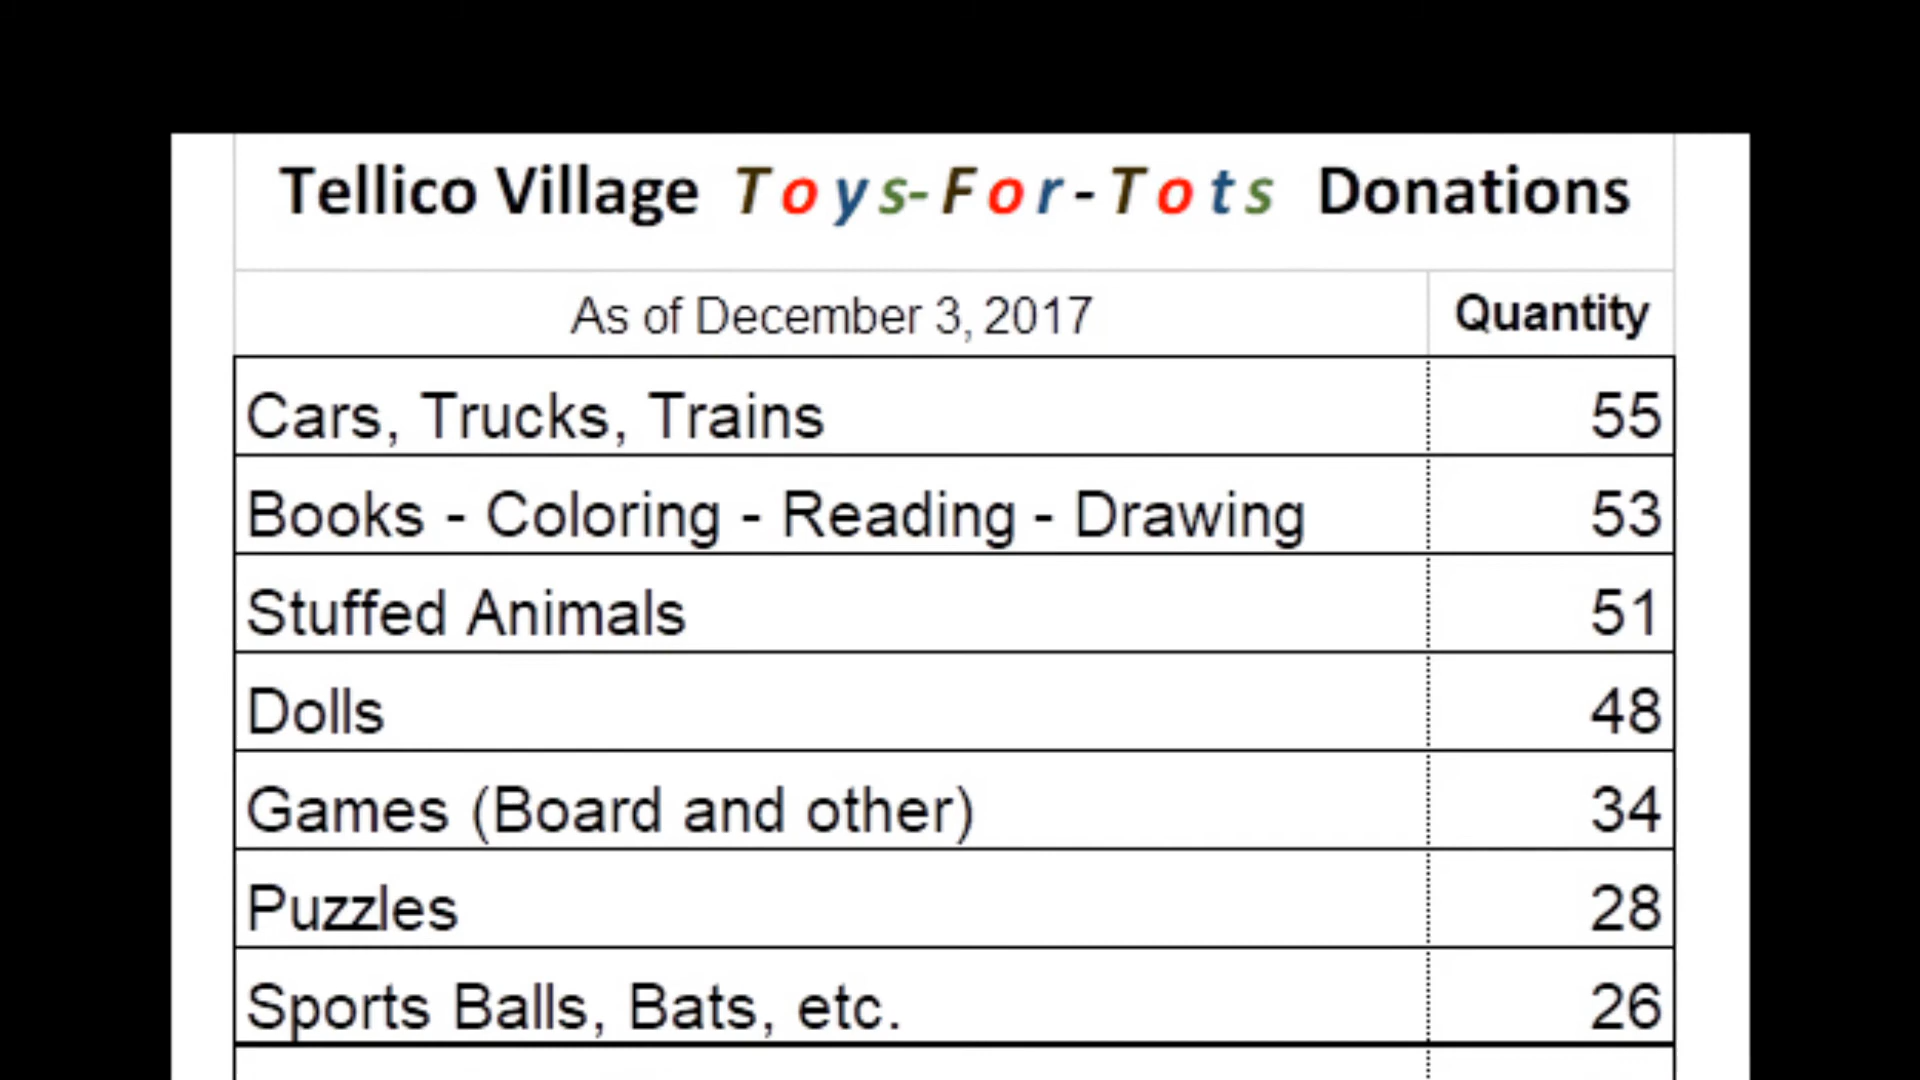 Tellico Village Toys-For-Tots Donations
As of December 3, 2017 Quantity
Cars, Trucks, Trains 55
Books - Coloring - Reading - Drawing 53
Stuffed Animals 51
Dolls 48
Games (Board and other) 34
Puzzles 28
Sports Balls, Bats, etc. 26